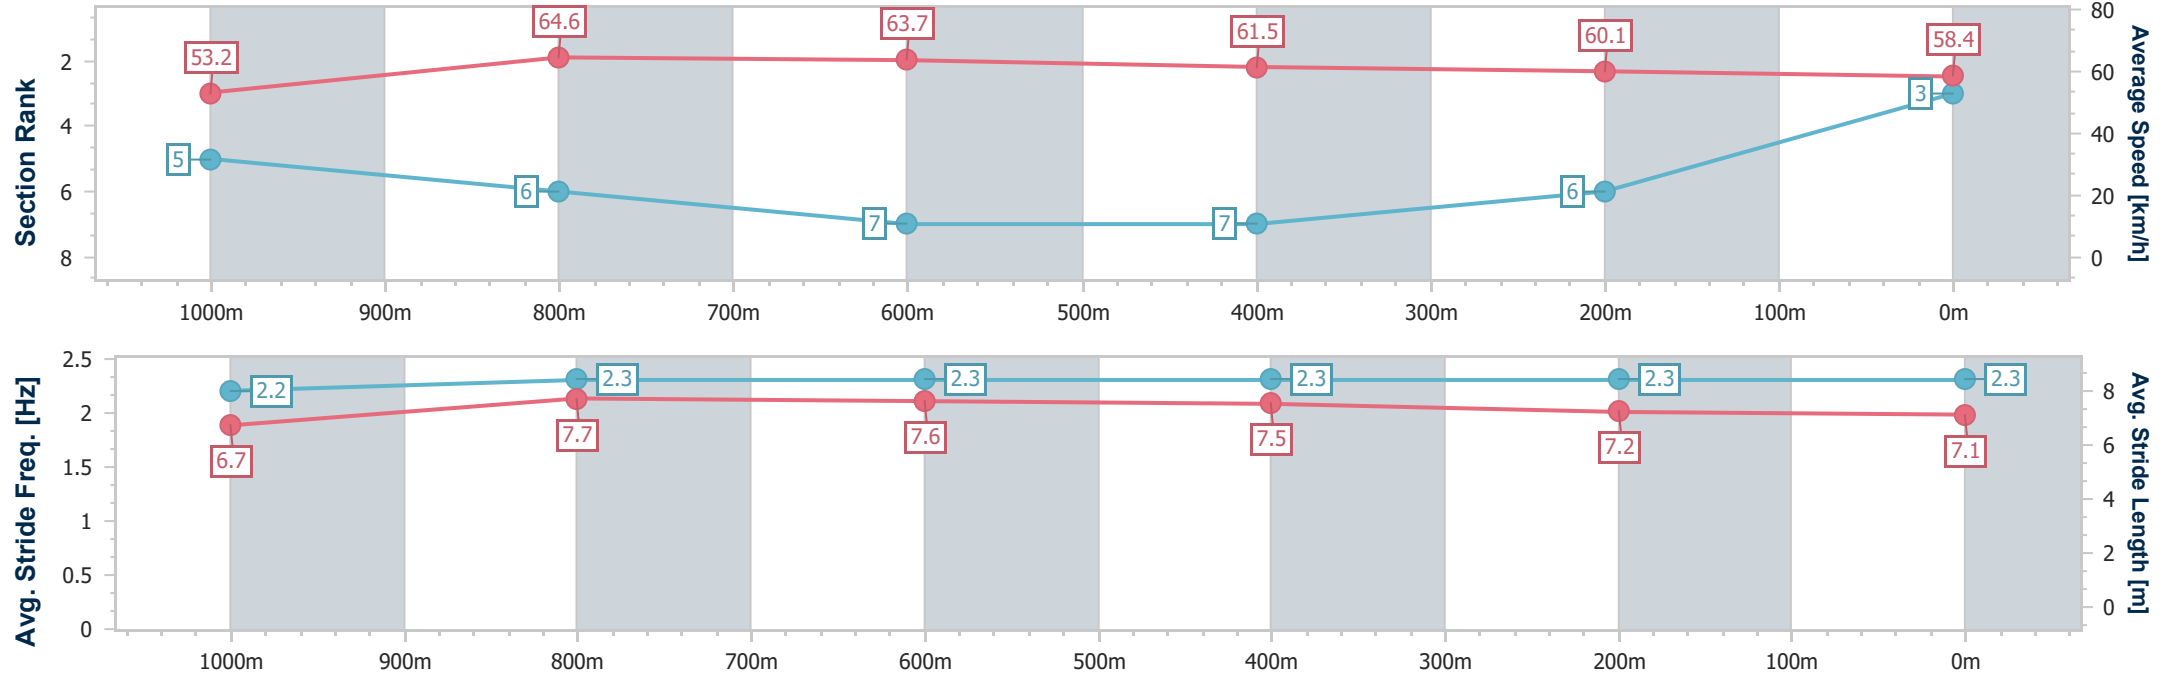 53.2
64.6
63.7
61.5
60.1
58.4
80
60
40
20
0
Average Speed [km/h]
Section Rank
2
4
6
8
5
6
7
7
6
3
1000m
900m
800m
700m
600m
500m
400m
300m
200m
100m
0m
Avg. Stride Freq. [Hz]
2.5
2
1.5
1
0.5
0
2.2
2.3
2.3
2.3
2.3
2.3
6.7
7.7
7.6
7.5
7.2
7.1
8
6
4
2
0
Avg. Stride Length [m]
1000m
900m
800m
700m
600m
500m
400m
300m
200m
100m
0m